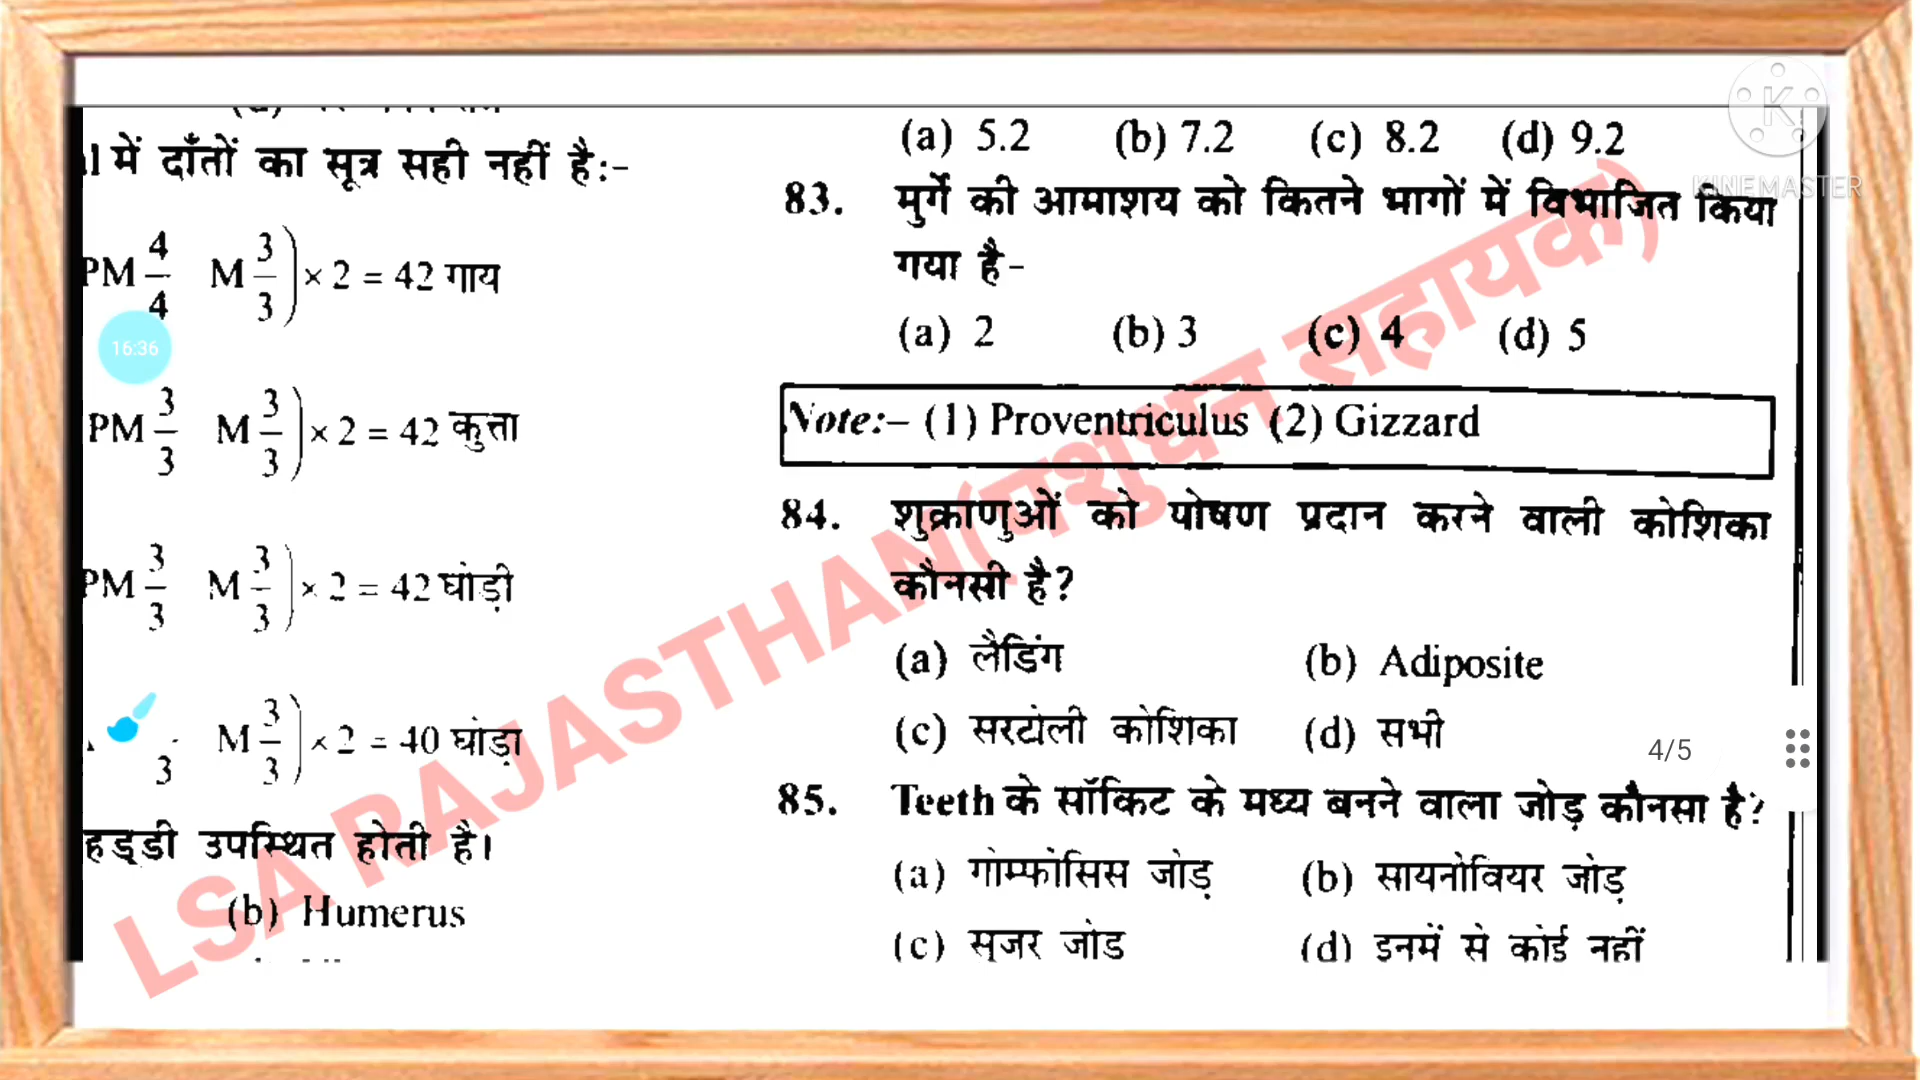 में दाँतों का सूत्र सही नहीं है:-
PM 4/4 M 3/3) × 2 = 42 गाय
16:36
PM 3/3 M 3/3) × 2 = 42 कुत्ता
PM 3/3 M 3/3) × 2 = 42 घोड़ी
3 M 3/3) × 2 = 40 घोड़ा
हड्डी उपस्थित होती है।
(b) Humerus
(a) 5.2 (b) 7.2 (c) 8.2 (d) 9.2
83. मुर्गे की आमाशय को कितने भागों में विभाजित किया
गया है-
(a) 2 (b) 3 (c) 4 (d) 5
Note:– (1) Proventriculus (2) Gizzard
84. शुक्राणुओं को पोषण प्रदान करने वाली कोशिका
कौनसी है?
(a) लैडिंग (b) Adiposite
(c) सरटोली कोशिका (d) सभी
85. Teeth के सॉकिट के मध्य बनने वाला जोड़ कौनसा है?
(a) गोम्फोसिस जोड़ (b) सायनोवियर जोड़
(c) सूजर जोड (d) इनमें से कोई नहीं
4/5
LSA RAJASTHAN(पशुधन सहायक)
K
KINEMASTER